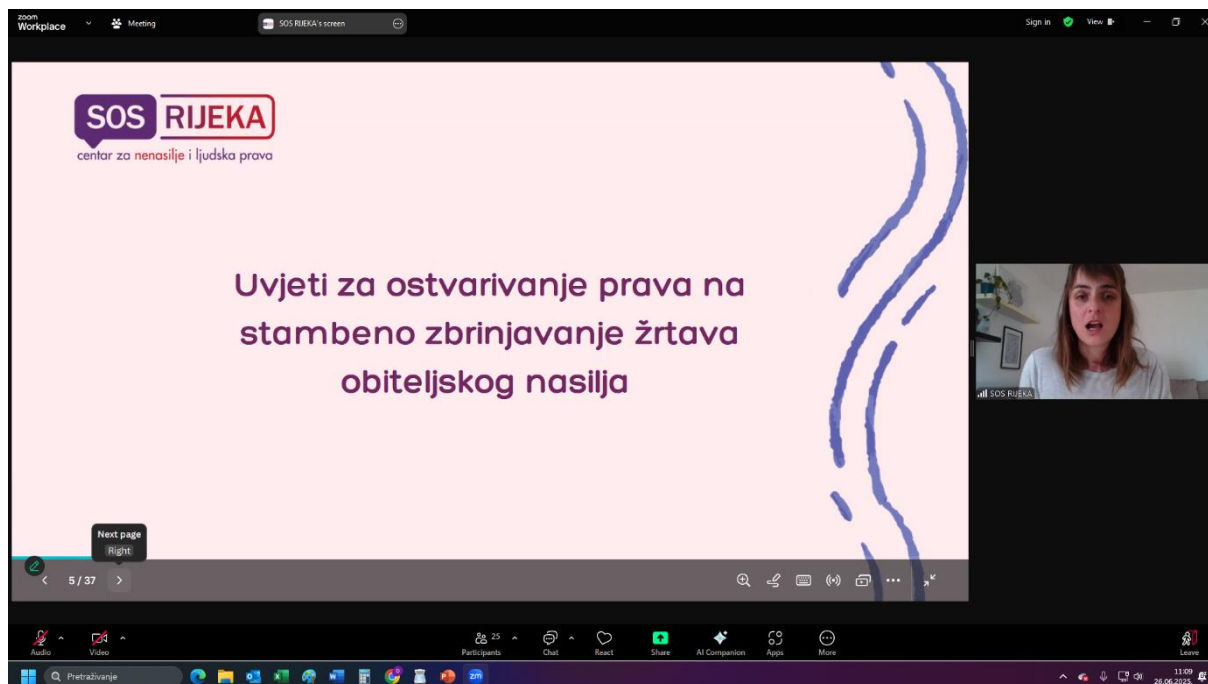 zoom
Workplace
Meeting
SOS RIJEKA's screen
Sign in
View
SOS RIJEKA
centar za nenasilje i ljudska prava
Uvjeti za ostvarivanje prava na
stambeno zbrinjavanje žrtava
obiteljskog nasilja
SOS RIJEKA
Next page
Right
5 / 37
Audio
Video
25
Participants
Chat
React
Share
AI Companion
Apps
More
Leave
Pretraživanje
zm
11:09
26.06.2025.